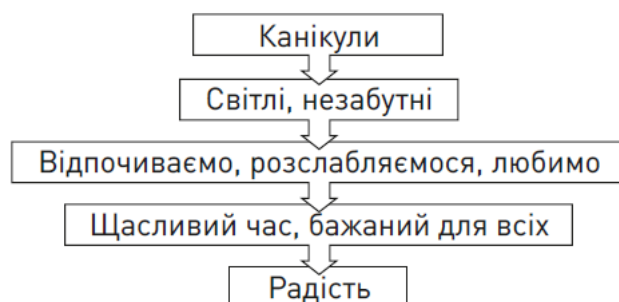 Канікули
Світлі, незабутні
Відпочиваємо, розслабляємося, любимо
Щасливий час, бажаний для всіх
Радість